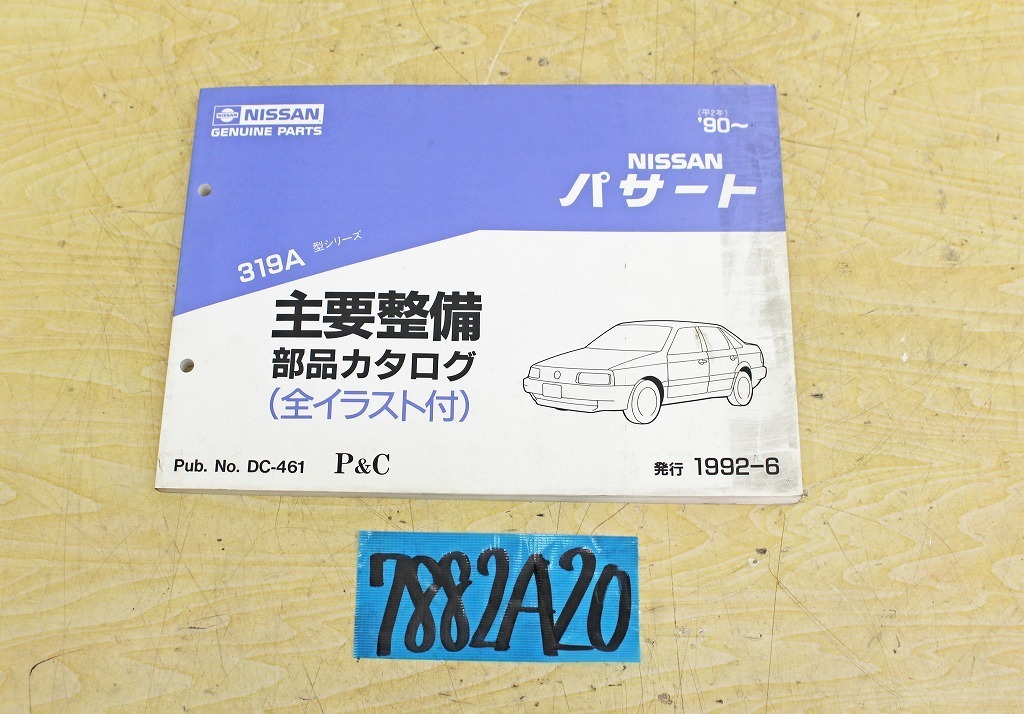 NISSAN
GENUINE PARTS
(平2年)
'90〜
NISSAN
パサート
319A 型シリーズ
主要整備
部品カタログ
(全イラスト付)
Pub. No. DC-461 P&C
発行 1992-6
7882A20